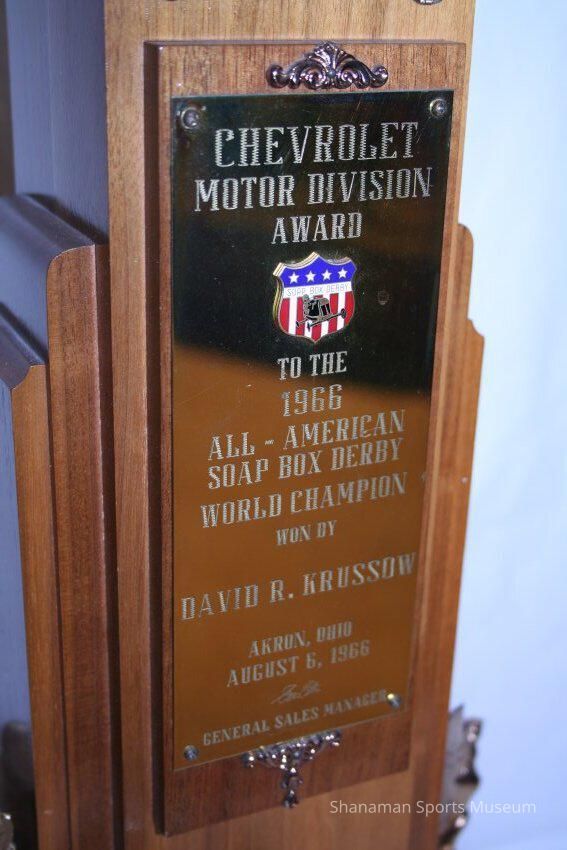 CHEVROLET
MOTOR DIVISION
AWARD
SOAP BOX DERBY
TO THE
1966
ALL - AMERICAN
SOAP BOX DERBY
WORLD CHAMPION
WON BY
DAVID R. KRUSSOW
AKRON, OHIO
AUGUST 6, 1966
GENERAL SALES MANAGER
Shanaman Sports Museum